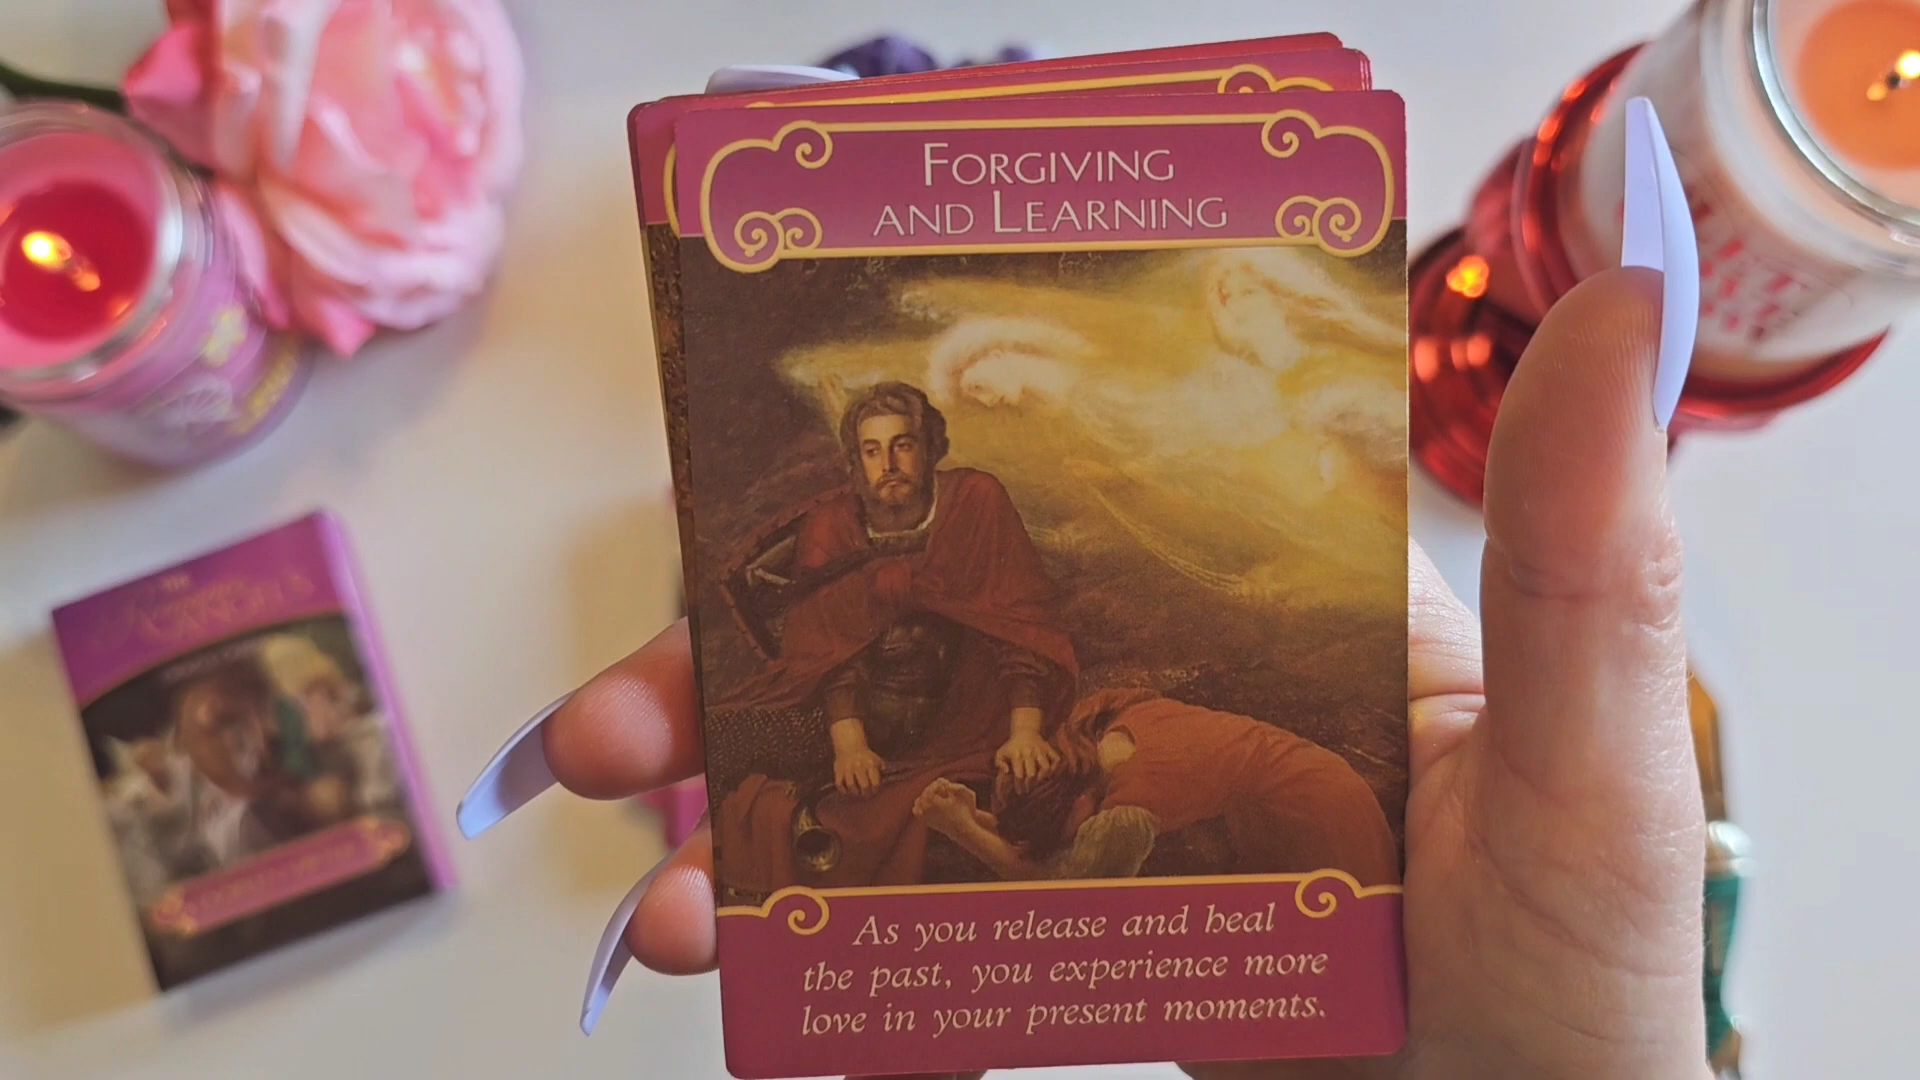 Forgiving
and Learning
As you release and heal
the past, you experience more
love in your present moments.